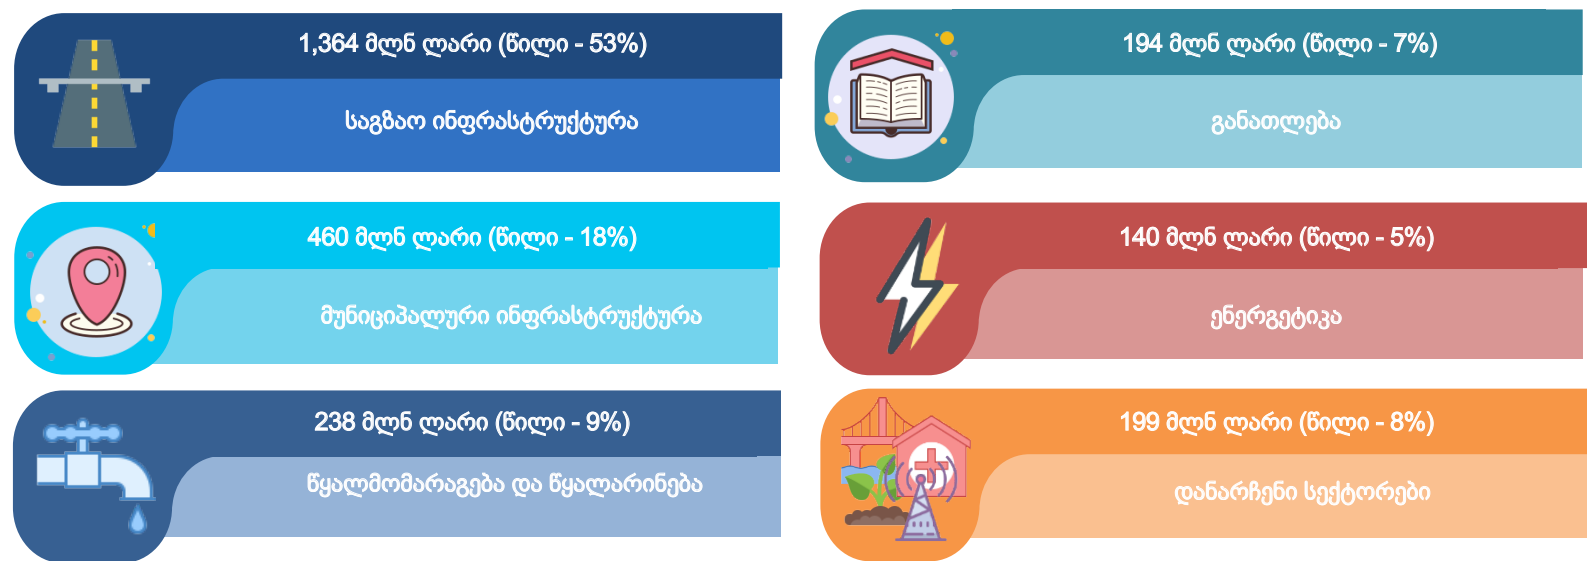 1,364 მლნ ლარი (წილი - 53%)
საგზაო ინფრასტრუქტურა
194 მლნ ლარი (წილი - 7%)
განათლება
460 მლნ ლარი (წილი - 18%)
მუნიციპალური ინფრასტრუქტურა
140 მლნ ლარი (წილი - 5%)
ენერგეტიკა
238 მლნ ლარი (წილი - 9%)
წყალმომარაგება და წყალარინება
199 მლნ ლარი (წილი - 8%)
დანარჩენი სექტორები